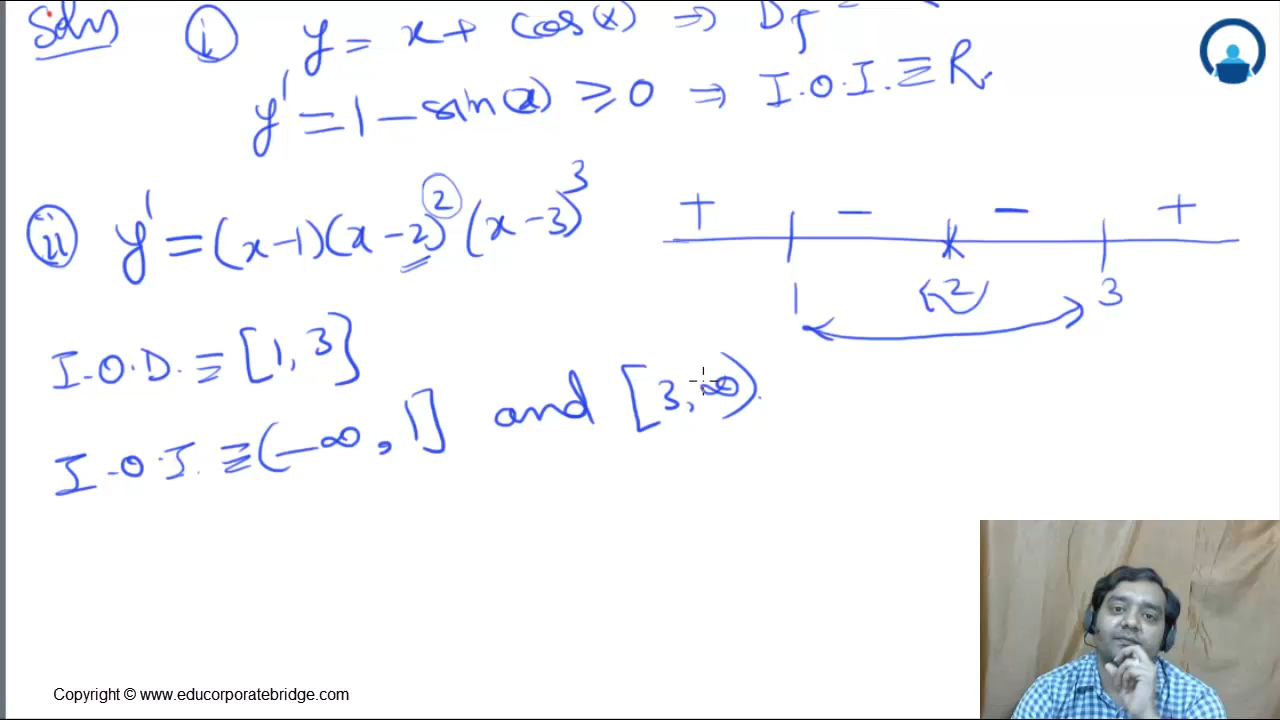 Soln (i) y = x + cos(x) ⇒ Df =
y' = 1 - sin(x) ≥ 0 ⇒ I.O.I. ≡ R
(ii) y' = (x-1)(x-2)² (x-3)³
+ - - +
1 2 3
I.O.D. ≡ [1, 3]
I.O.I. ≡ (-∞, 1] and [3, ∞).
Copyright © www.educorporatebridge.com